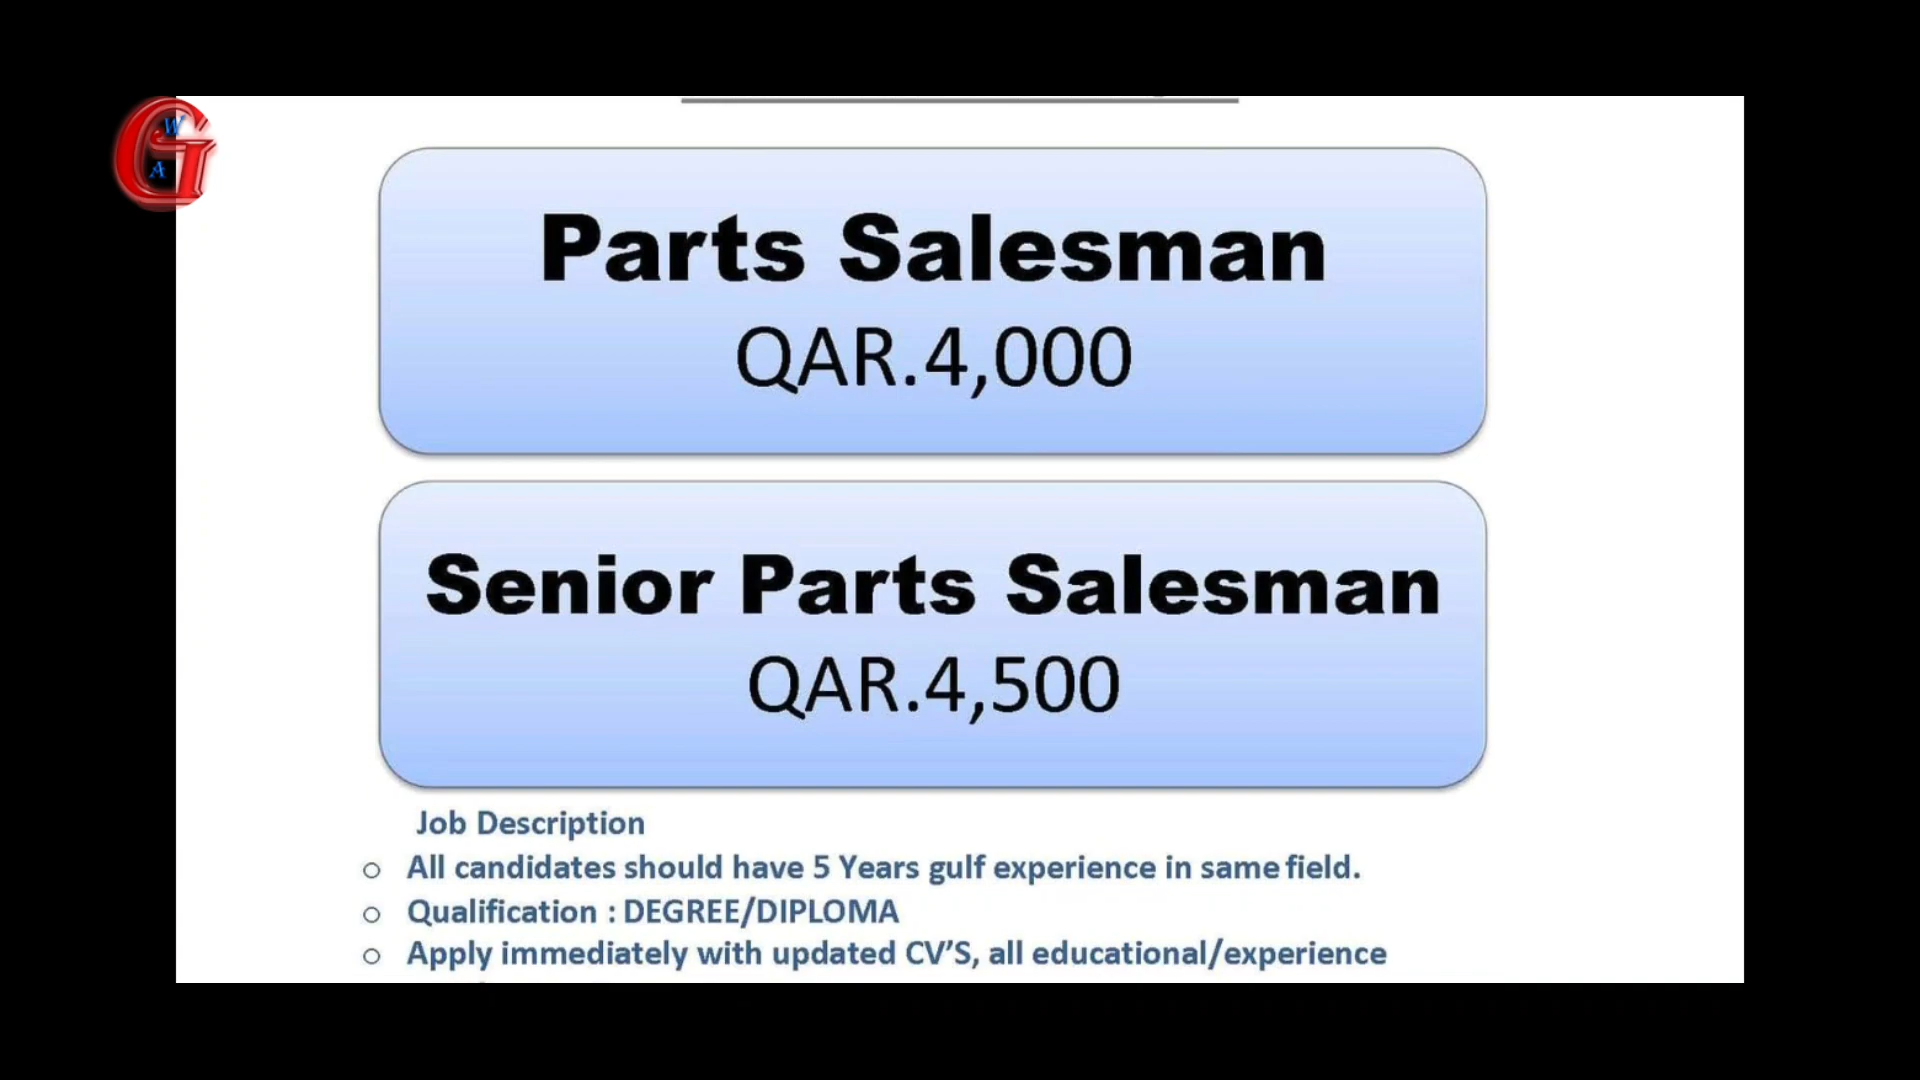 G
W
A
Parts Salesman
QAR.4,000
Senior Parts Salesman
QAR.4,500
Job Description
o All candidates should have 5 Years gulf experience in same field.
o Qualification : DEGREE/DIPLOMA
o Apply immediately with updated CV'S, all educational/experience